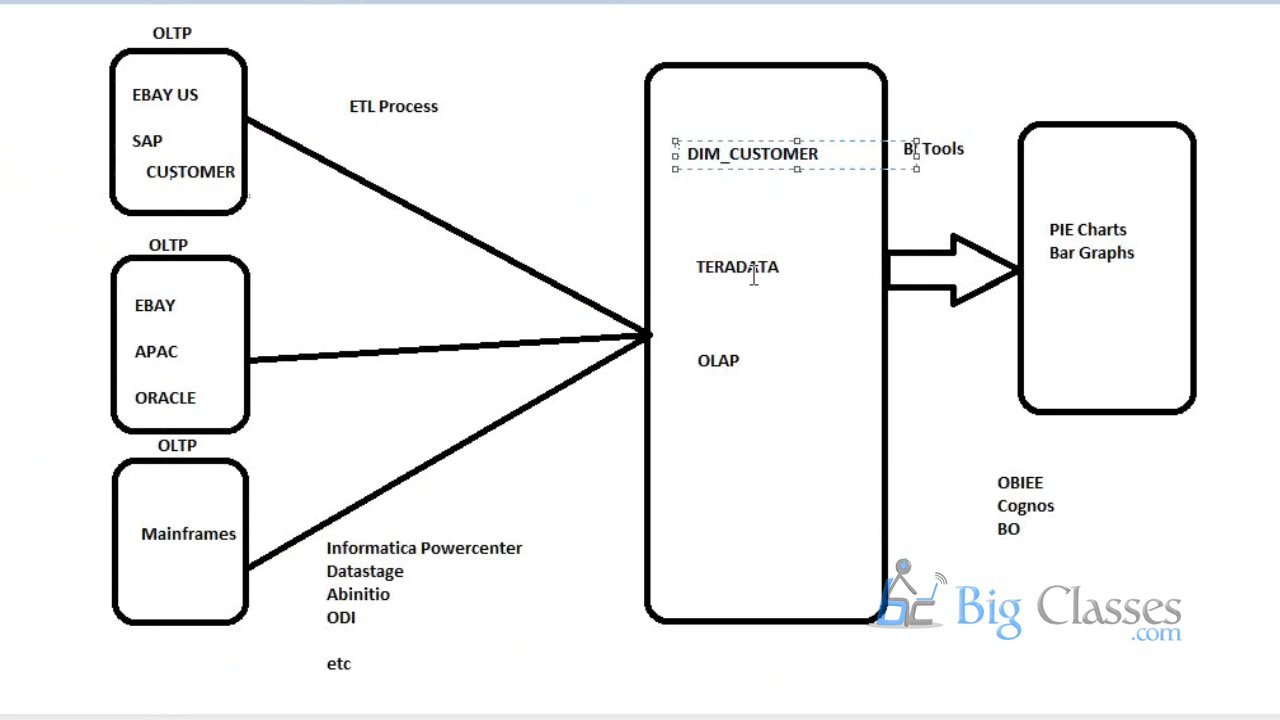 OLTP
EBAY US
SAP
CUSTOMER
OLTP
EBAY
APAC
ORACLE
OLTP
Mainframes
ETL Process
Informatica Powercenter
Datastage
Abinitio
ODI
etc
DIM_CUSTOMER
TERADATA
OLAP
BI Tools
PIE Charts
Bar Graphs
OBIEE
Cognos
BO
Big Classes
.com